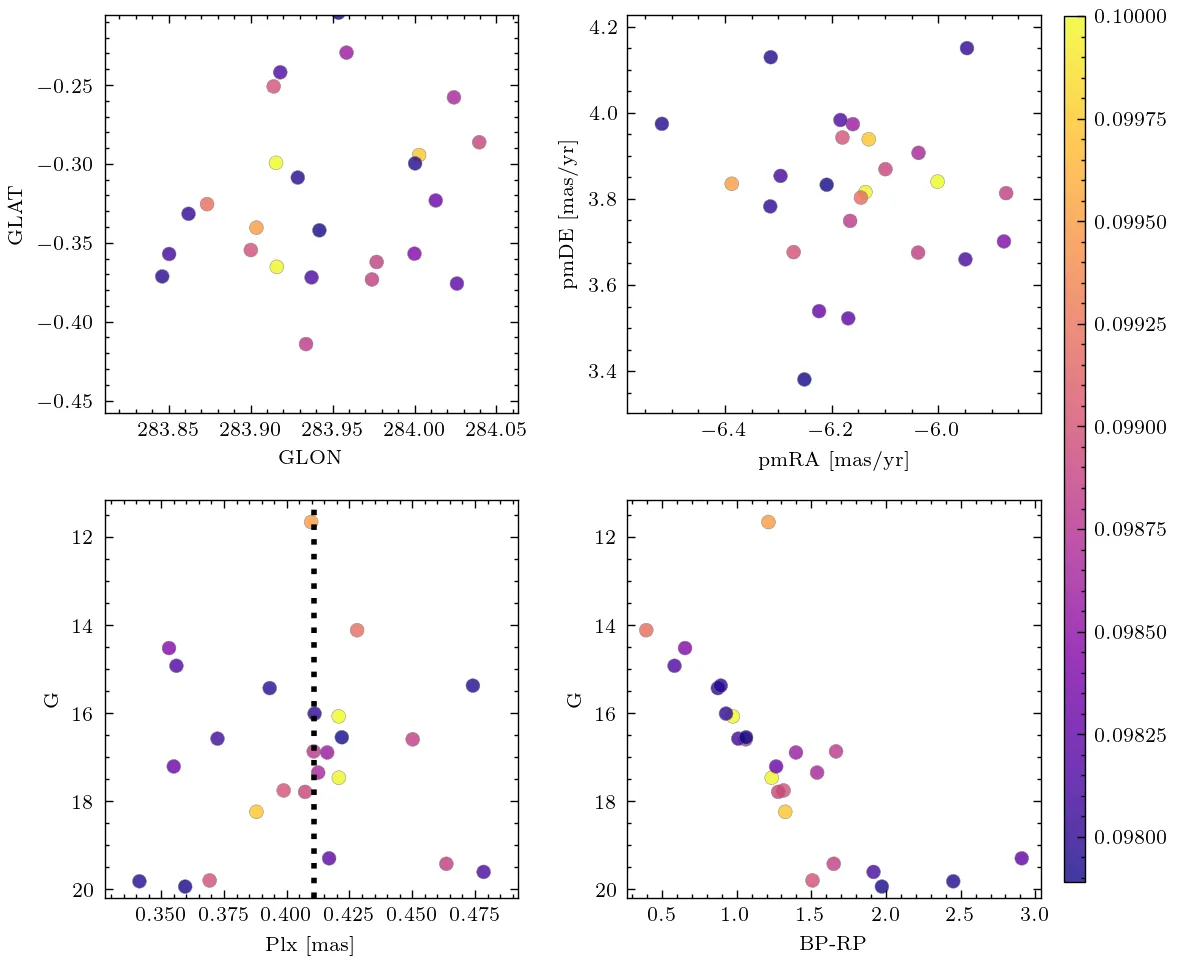 −0.25
−0.30
−0.35
−0.40
−0.45
GLAT
283.85 283.90 283.95 284.00 284.05
GLON
4.2
4.0
3.8
3.6
3.4
pmDE [mas/yr]
−6.4 −6.2 −6.0
pmRA [mas/yr]
12
14
16
18
20
G
0.350 0.375 0.400 0.425 0.450 0.475
Plx [mas]
12
14
16
18
20
G
0.5 1.0 1.5 2.0 2.5 3.0
BP-RP
0.10000
0.09975
0.09950
0.09925
0.09900
0.09875
0.09850
0.09825
0.09800